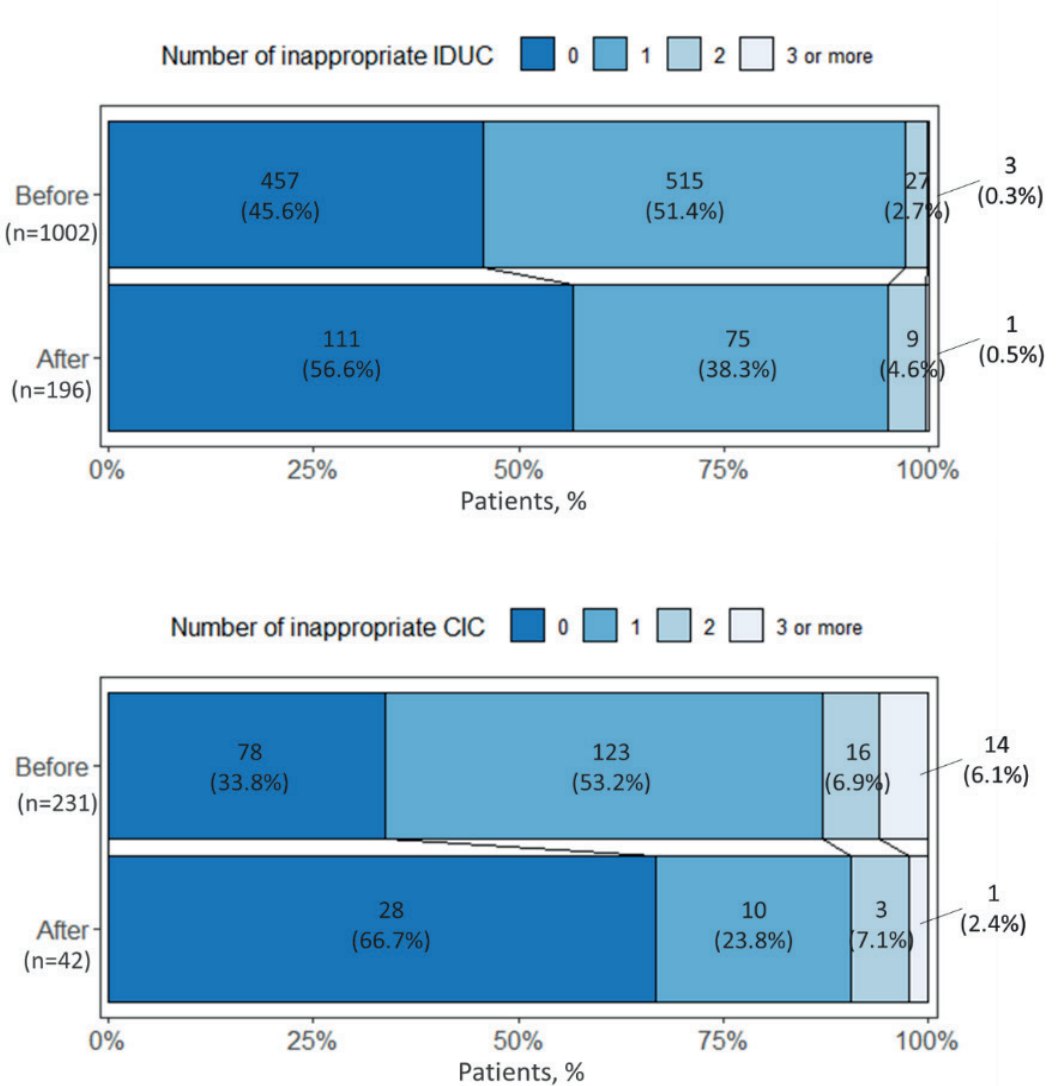 Number of inappropriate IDUC 0 1 2 3 or more
Before
(n=1002)
457
(45.6%)
515
(51.4%)
27
(2.7%)
3
(0.3%)
After
(n=196)
111
(56.6%)
75
(38.3%)
9
(4.6%)
1
(0.5%)
0% 25% 50% 75% 100%
Patients, %
Number of inappropriate CIC 0 1 2 3 or more
Before
(n=231)
78
(33.8%)
123
(53.2%)
16
(6.9%)
14
(6.1%)
After
(n=42)
28
(66.7%)
10
(23.8%)
3
(7.1%)
1
(2.4%)
0% 25% 50% 75% 100%
Patients, %